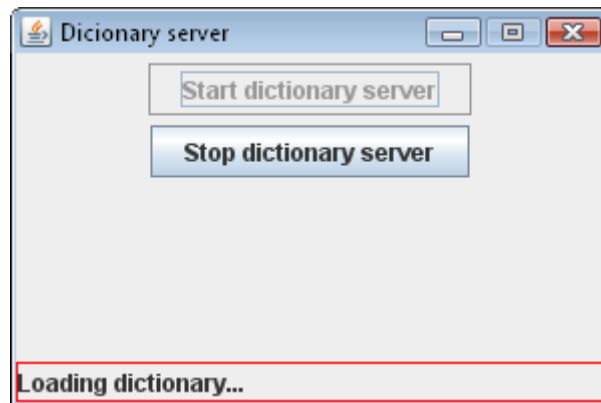 Dicionary server
Start dictionary server
Stop dictionary server
Loading dictionary...